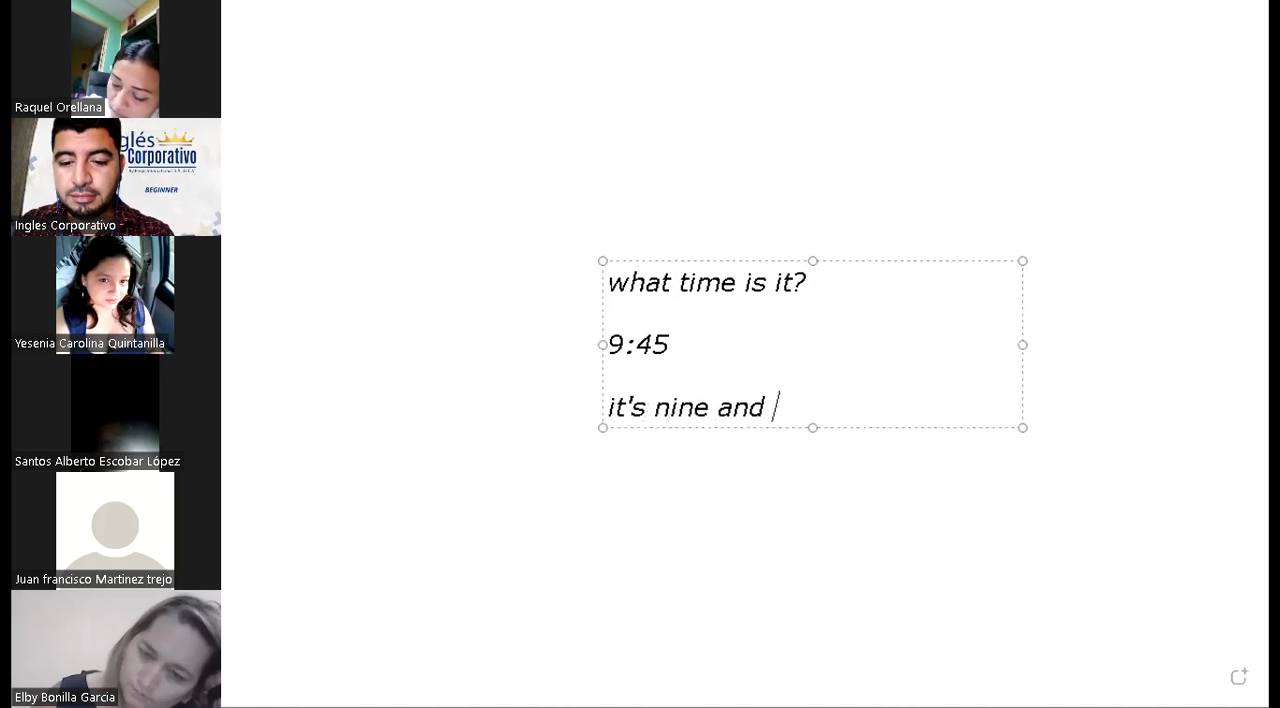 Raquel Orellana
glés
Corporativo
BEGINNER
Ingles Corporativo -
Yesenia Carolina Quintanilla
Santos Alberto Escobar López
Juan francisco Martinez trejo
Elby Bonilla Garcia
what time is it?
9:45
it's nine and